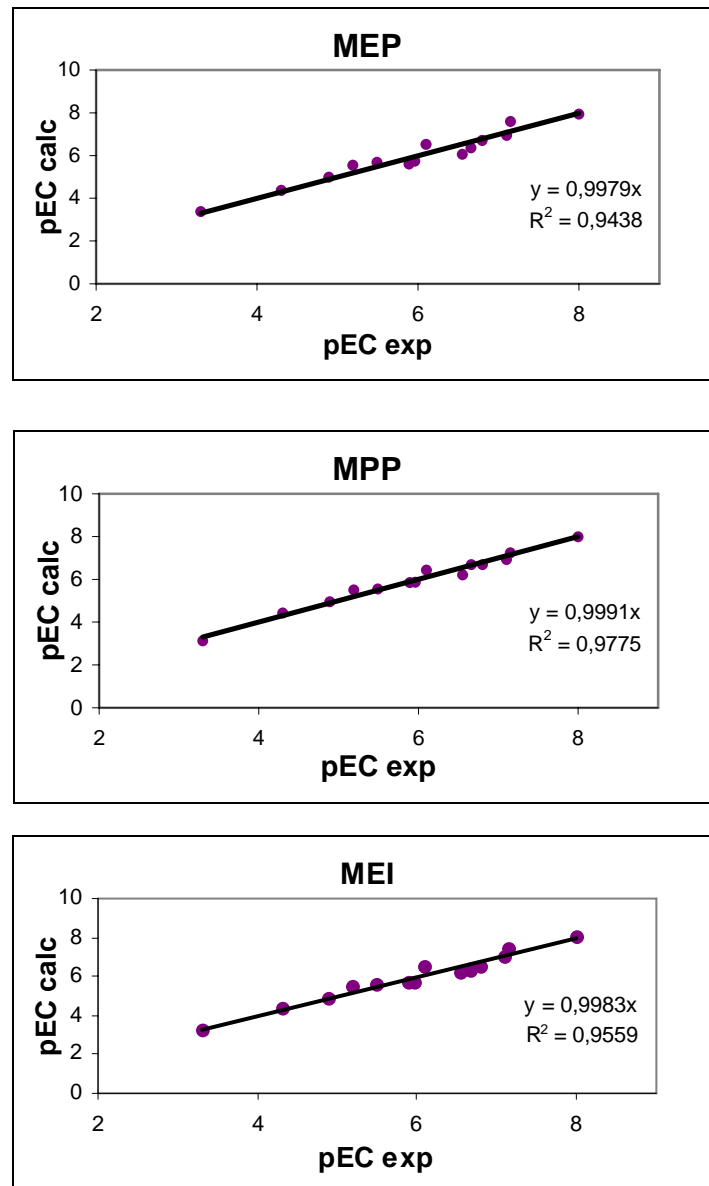 MEP
10
8
6
4
2
0
pEC calc
y = 0,9979x
R² = 0,9438
2 4 6 8
pEC exp
MPP
10
8
6
4
2
0
pEC calc
y = 0,9991x
R² = 0,9775
2 4 6 8
pEC exp
MEI
10
8
6
4
2
0
pEC calc
y = 0,9983x
R² = 0,9559
2 4 6 8
pEC exp